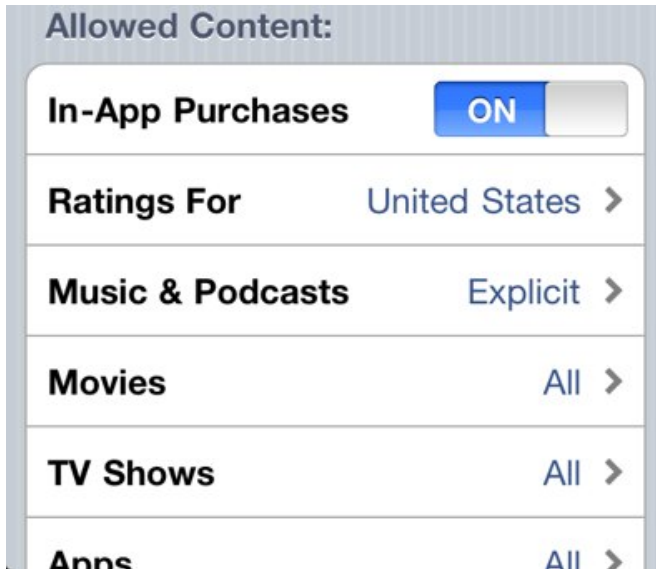 Allowed Content:
In-App Purchases ON
Ratings For United States
Music & Podcasts Explicit
Movies All
TV Shows All
Apps All